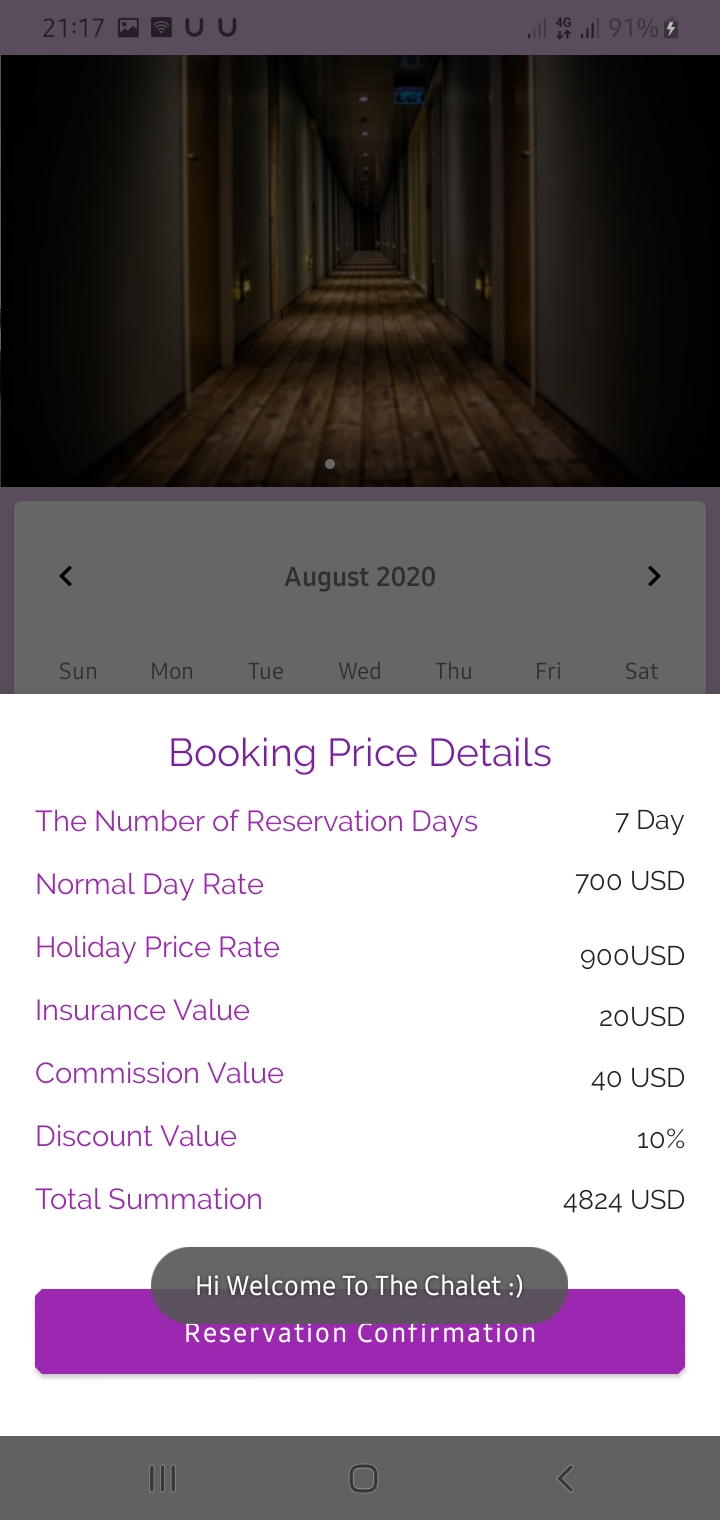 21:17
4G
91%
August 2020
Sun Mon Tue Wed Thu Fri Sat
Booking Price Details
The Number of Reservation Days 7 Day
Normal Day Rate 700 USD
Holiday Price Rate 900USD
Insurance Value 20USD
Commission Value 40 USD
Discount Value 10%
Total Summation 4824 USD
Hi Welcome To The Chalet :)
Reservation Confirmation